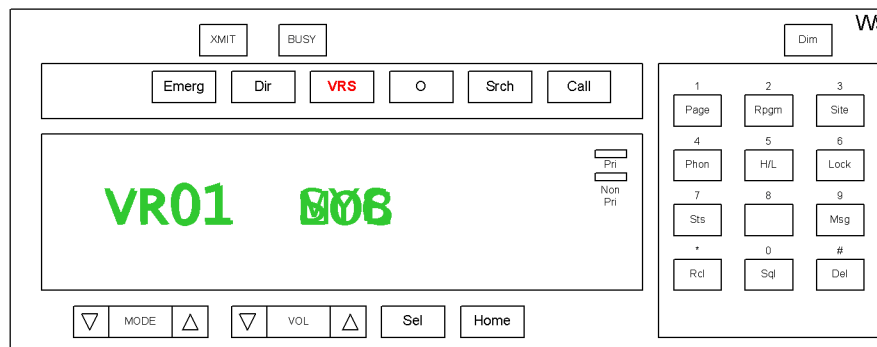 XMIT BUSY Dim
Emerg Dir VRS O Srch Call
VR01
Pri
Non
Pri
MODE VOL Sel Home
1 2 3
Page Rpgm Site
4 5 6
Phon H/L Lock
7 8 9
Sts Msg
* 0 #
Rcl Sql Del